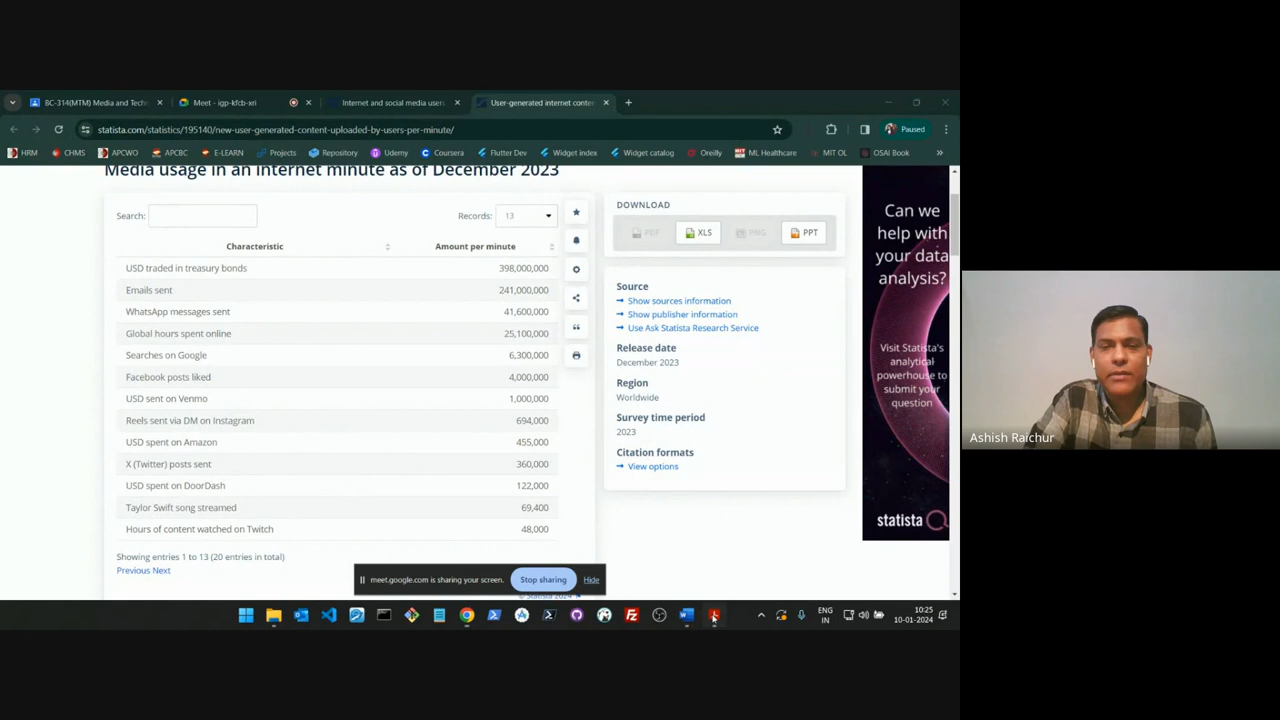 BC-314(MTM) Media and Techn
Meet - igp-kfcb-xri
Internet and social media users
User-generated internet conte
statista.com/statistics/195140/new-user-generated-content-uploaded-by-users-per-minute/
Paused
HRM
CHMS
APCWO
APCBC
E-LEARN
Projects
Repository
Udemy
Coursera
Flutter Dev
Widget index
Widget catalog
Oreilly
ML Healthcare
MIT OL
OSAI Book
»
Media usage in an internet minute as of December 2023
Search:
Records: 13
Characteristic Amount per minute
USD traded in treasury bonds 398,000,000
Emails sent 241,000,000
WhatsApp messages sent 41,600,000
Global hours spent online 25,100,000
Searches on Google 6,300,000
Facebook posts liked 4,000,000
USD sent on Venmo 1,000,000
Reels sent via DM on Instagram 694,000
USD spent on Amazon 455,000
X (Twitter) posts sent 360,000
USD spent on DoorDash 122,000
Taylor Swift song streamed 69,400
Hours of content watched on Twitch 48,000
Showing entries 1 to 13 (20 entries in total)
Previous Next
© Statista 2024
DOWNLOAD
PDF XLS PNG PPT
Source
Show sources information
Show publisher information
Use Ask Statista Research Service
Release date
December 2023
Region
Worldwide
Survey time period
2023
Citation formats
View options
Can we
help with
your data
analysis?
Visit Statista's
analytical
powerhouse to
submit your
question
statista
meet.google.com is sharing your screen.
Stop sharing
Hide
ENG
IN
10:25
10-01-2024
Ashish Raichur